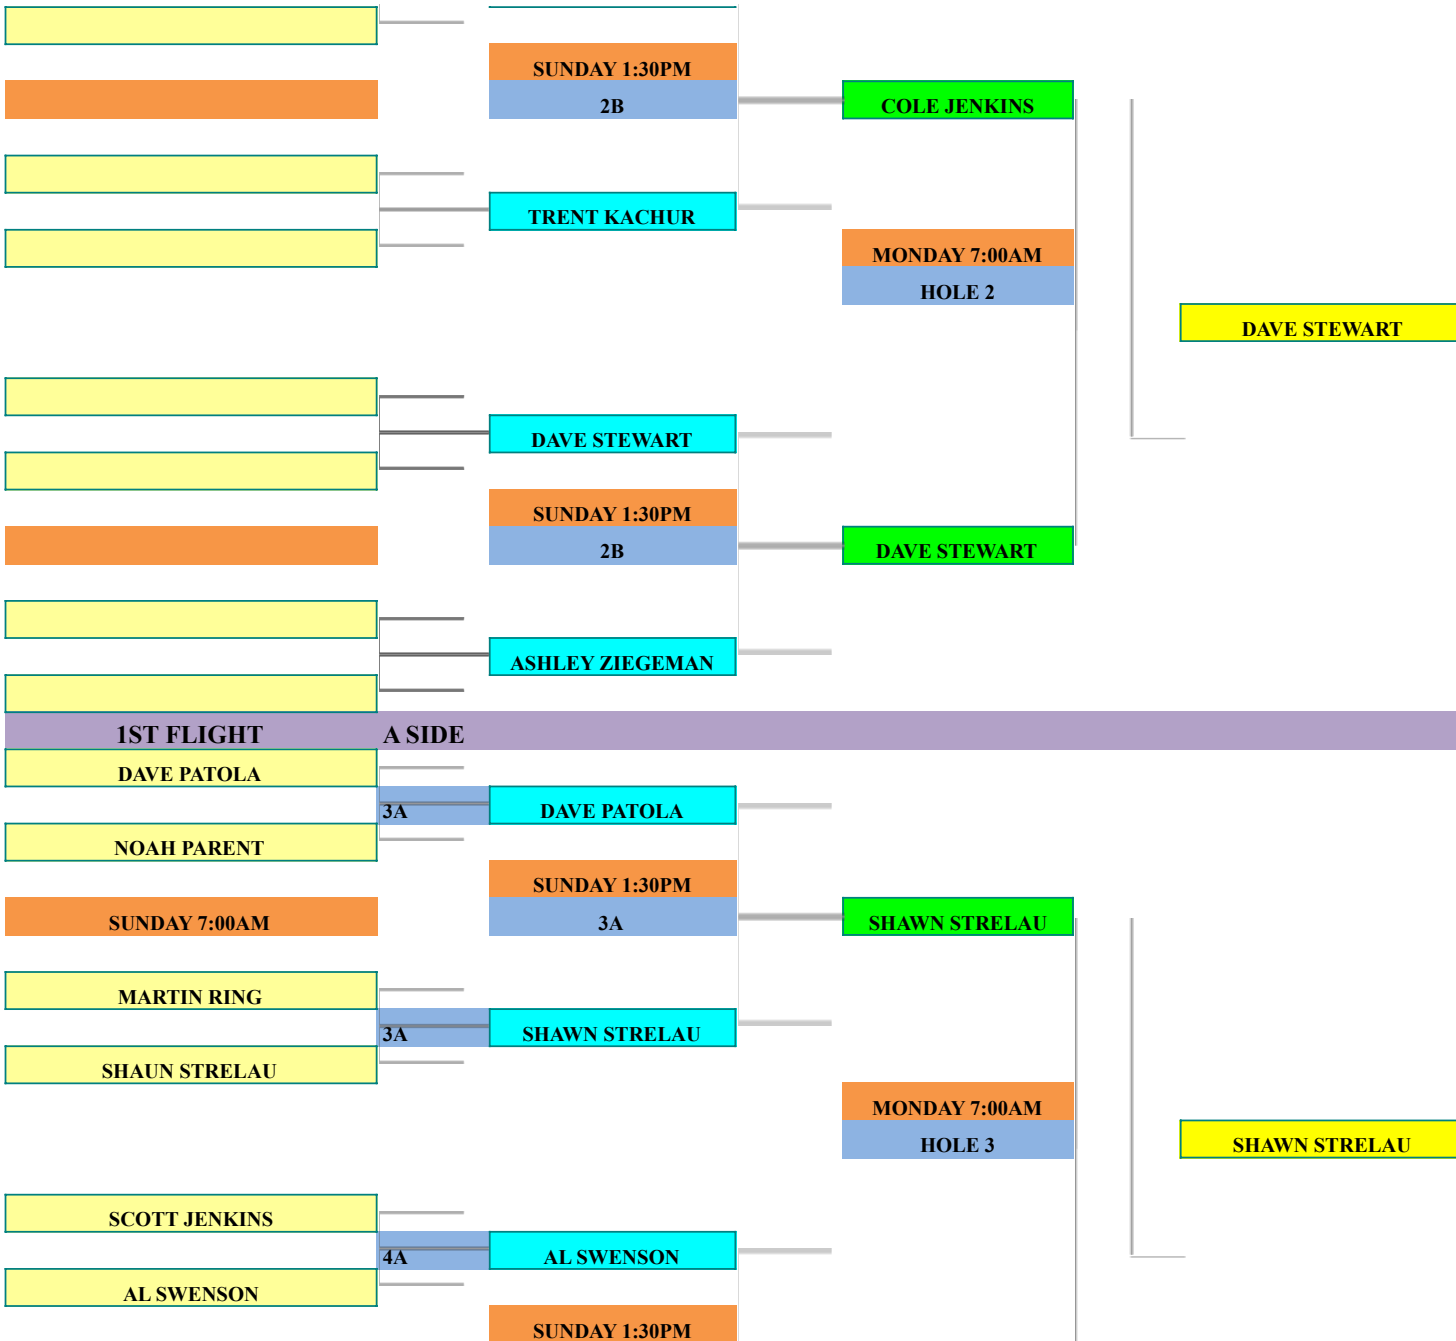 SUNDAY 1:30PM
2B
COLE JENKINS
TRENT KACHUR
MONDAY 7:00AM
HOLE 2
DAVE STEWART
DAVE STEWART
SUNDAY 1:30PM
2B
DAVE STEWART
ASHLEY ZIEGEMAN
1ST FLIGHT A SIDE
DAVE PATOLA
3A DAVE PATOLA
NOAH PARENT
SUNDAY 1:30PM
SUNDAY 7:00AM 3A SHAWN STRELAU
MARTIN RING
3A SHAWN STRELAU
SHAUN STRELAU
MONDAY 7:00AM
HOLE 3 SHAWN STRELAU
SCOTT JENKINS
4A AL SWENSON
AL SWENSON
SUNDAY 1:30PM